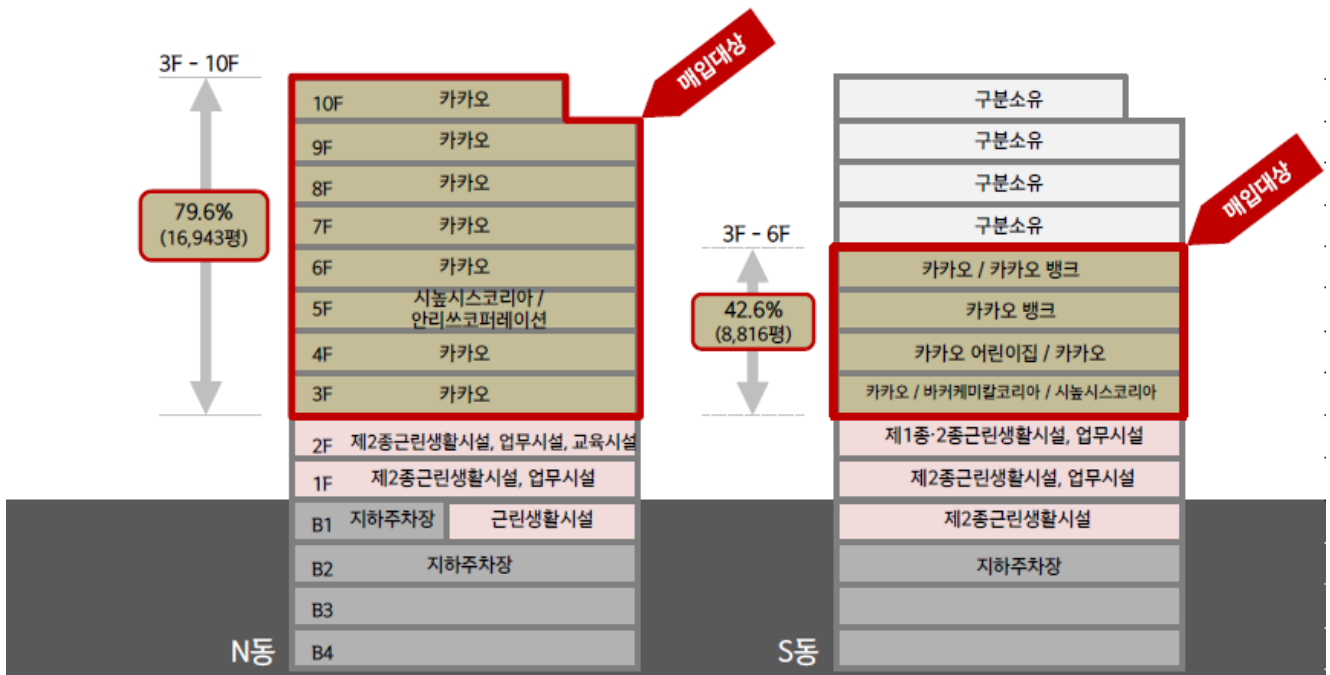 3F - 10F
79.6%
(16,943평)
매입대상
10F 카카오
9F 카카오
8F 카카오
7F 카카오
6F 카카오
5F 시높시스코리아 /
안리쓰코퍼레이션
4F 카카오
3F 카카오
2F 제2종근린생활시설, 업무시설, 교육시설
1F 제2종근린생활시설, 업무시설
B1 지하주차장 근린생활시설
B2 지하주차장
B3
B4
N동
3F - 6F
42.6%
(8,816평)
매입대상
구분소유
구분소유
구분소유
구분소유
카카오 / 카카오 뱅크
카카오 뱅크
카카오 어린이집 / 카카오
카카오 / 바커케미칼코리아 / 시높시스코리아
제1종·2종근린생활시설, 업무시설
제2종근린생활시설, 업무시설
제2종근린생활시설
지하주차장
S동